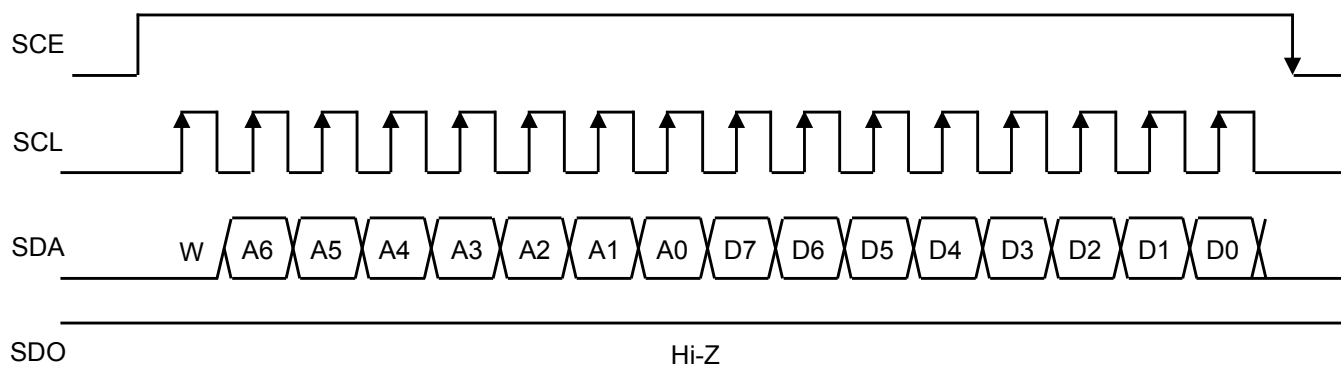 SCE
SCL
SDA W A6 A5 A4 A3 A2 A1 A0 D7 D6 D5 D4 D3 D2 D1 D0
SDO Hi-Z